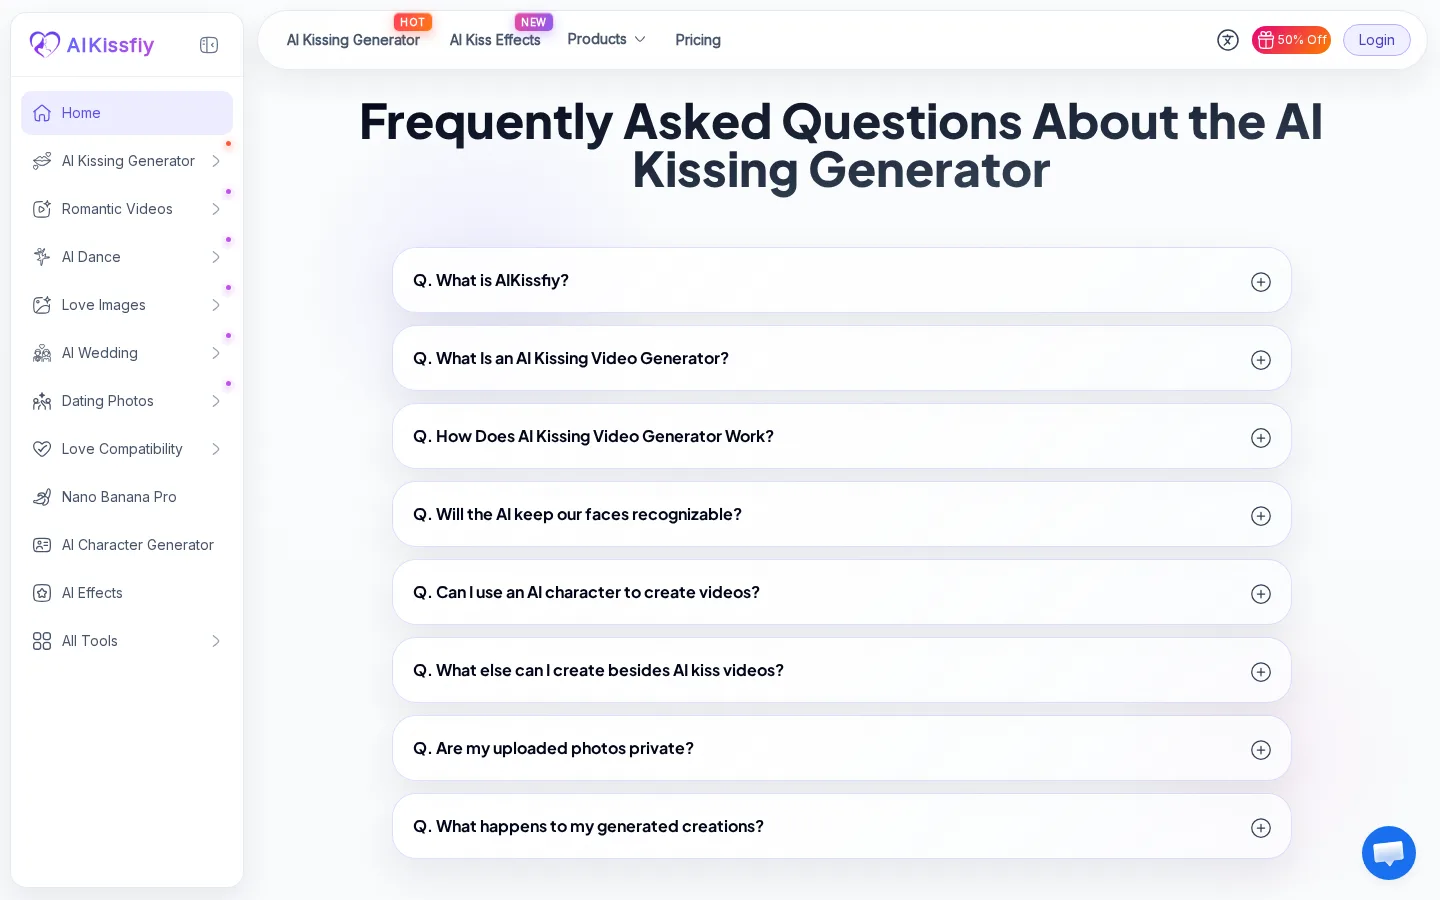 AIKissfiy
Home
AI Kissing Generator
Romantic Videos
AI Dance
Love Images
AI Wedding
Dating Photos
Love Compatibility
Nano Banana Pro
AI Character Generator
AI Effects
All Tools
AI Kissing Generator
HOT
AI Kiss Effects
NEW
Products
Pricing
50% Off
Login
Frequently Asked Questions About the AI
Kissing Generator
Q. What is AIKissfiy?
Q. What Is an AI Kissing Video Generator?
Q. How Does AI Kissing Video Generator Work?
Q. Will the AI keep our faces recognizable?
Q. Can I use an AI character to create videos?
Q. What else can I create besides AI kiss videos?
Q. Are my uploaded photos private?
Q. What happens to my generated creations?